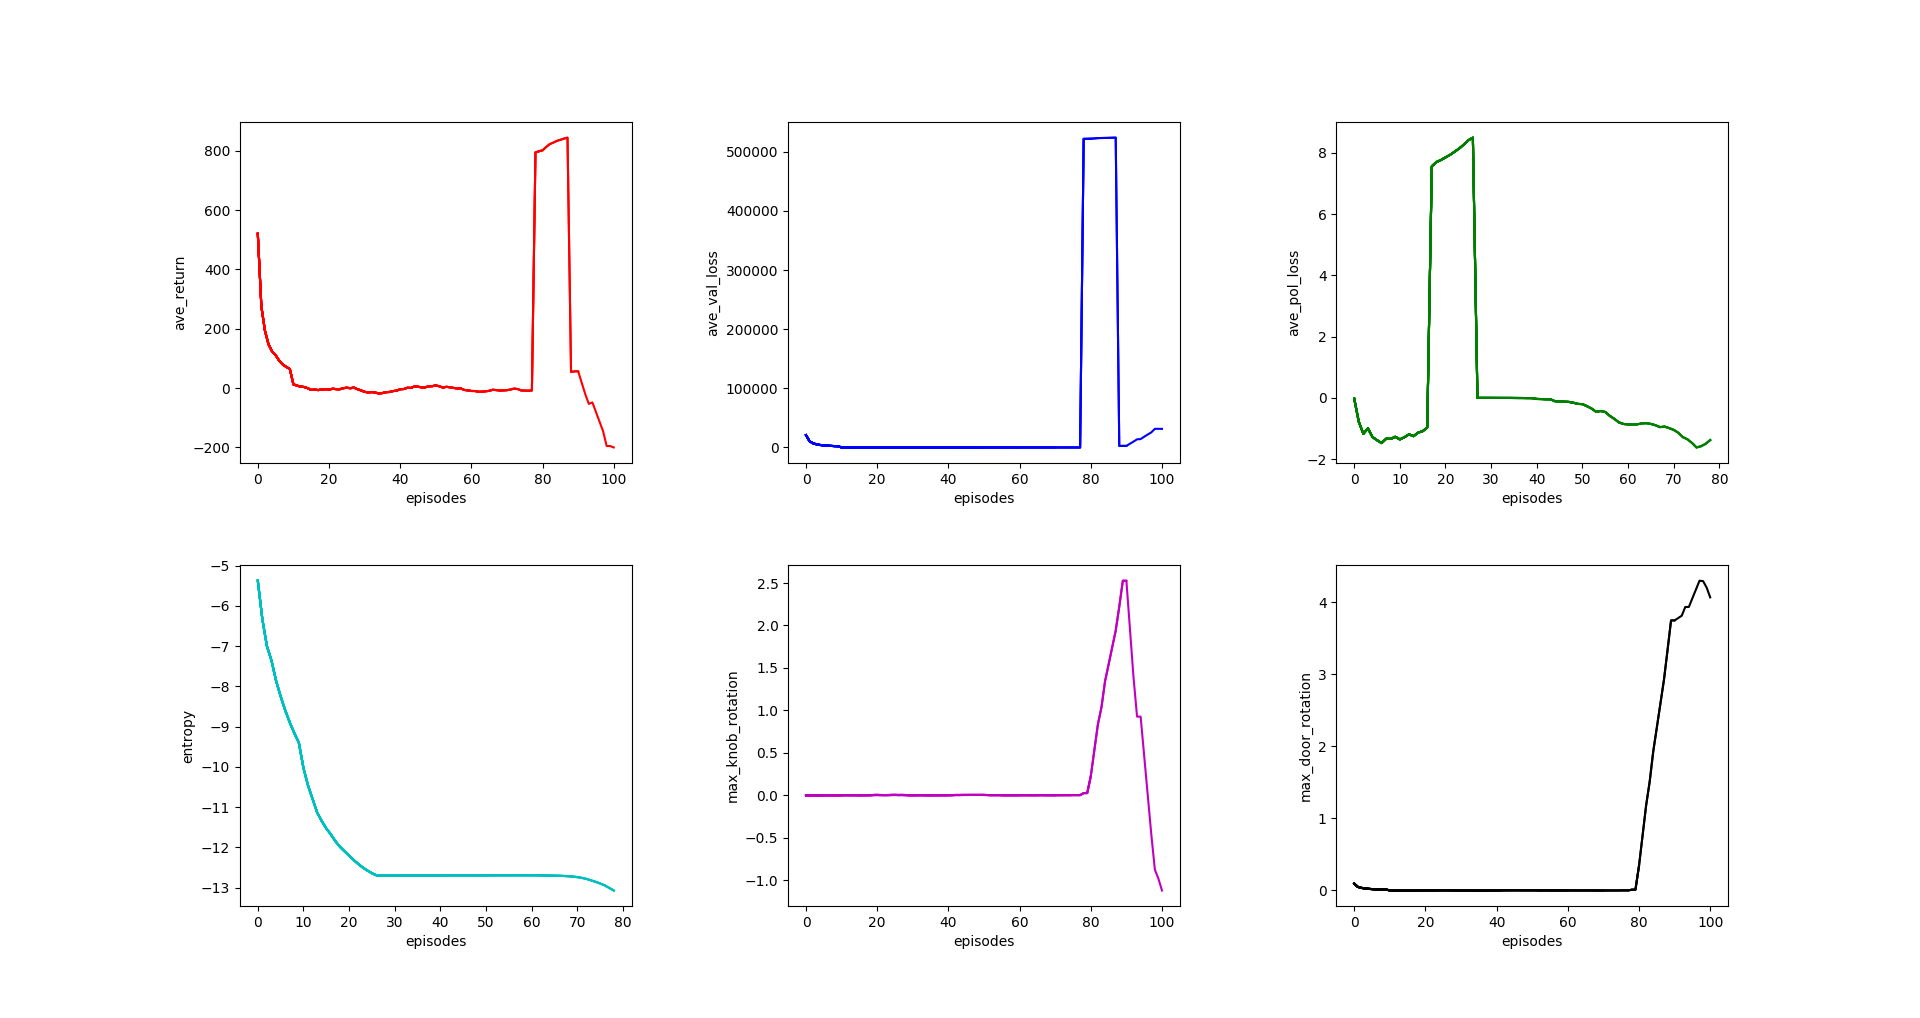 800
600
400
200
0
−200
ave_return
0 20 40 60 80 100
episodes
500000
400000
300000
200000
100000
0
ave_val_loss
0 20 40 60 80 100
episodes
8
6
4
2
0
−2
ave_pol_loss
0 10 20 30 40 50 60 70 80
episodes
−5
−6
−7
−8
−9
−10
−11
−12
−13
entropy
0 10 20 30 40 50 60 70 80
episodes
2.5
2.0
1.5
1.0
0.5
0.0
−0.5
−1.0
max_knob_rotation
0 20 40 60 80 100
episodes
4
3
2
1
0
max_door_rotation
0 20 40 60 80 100
episodes